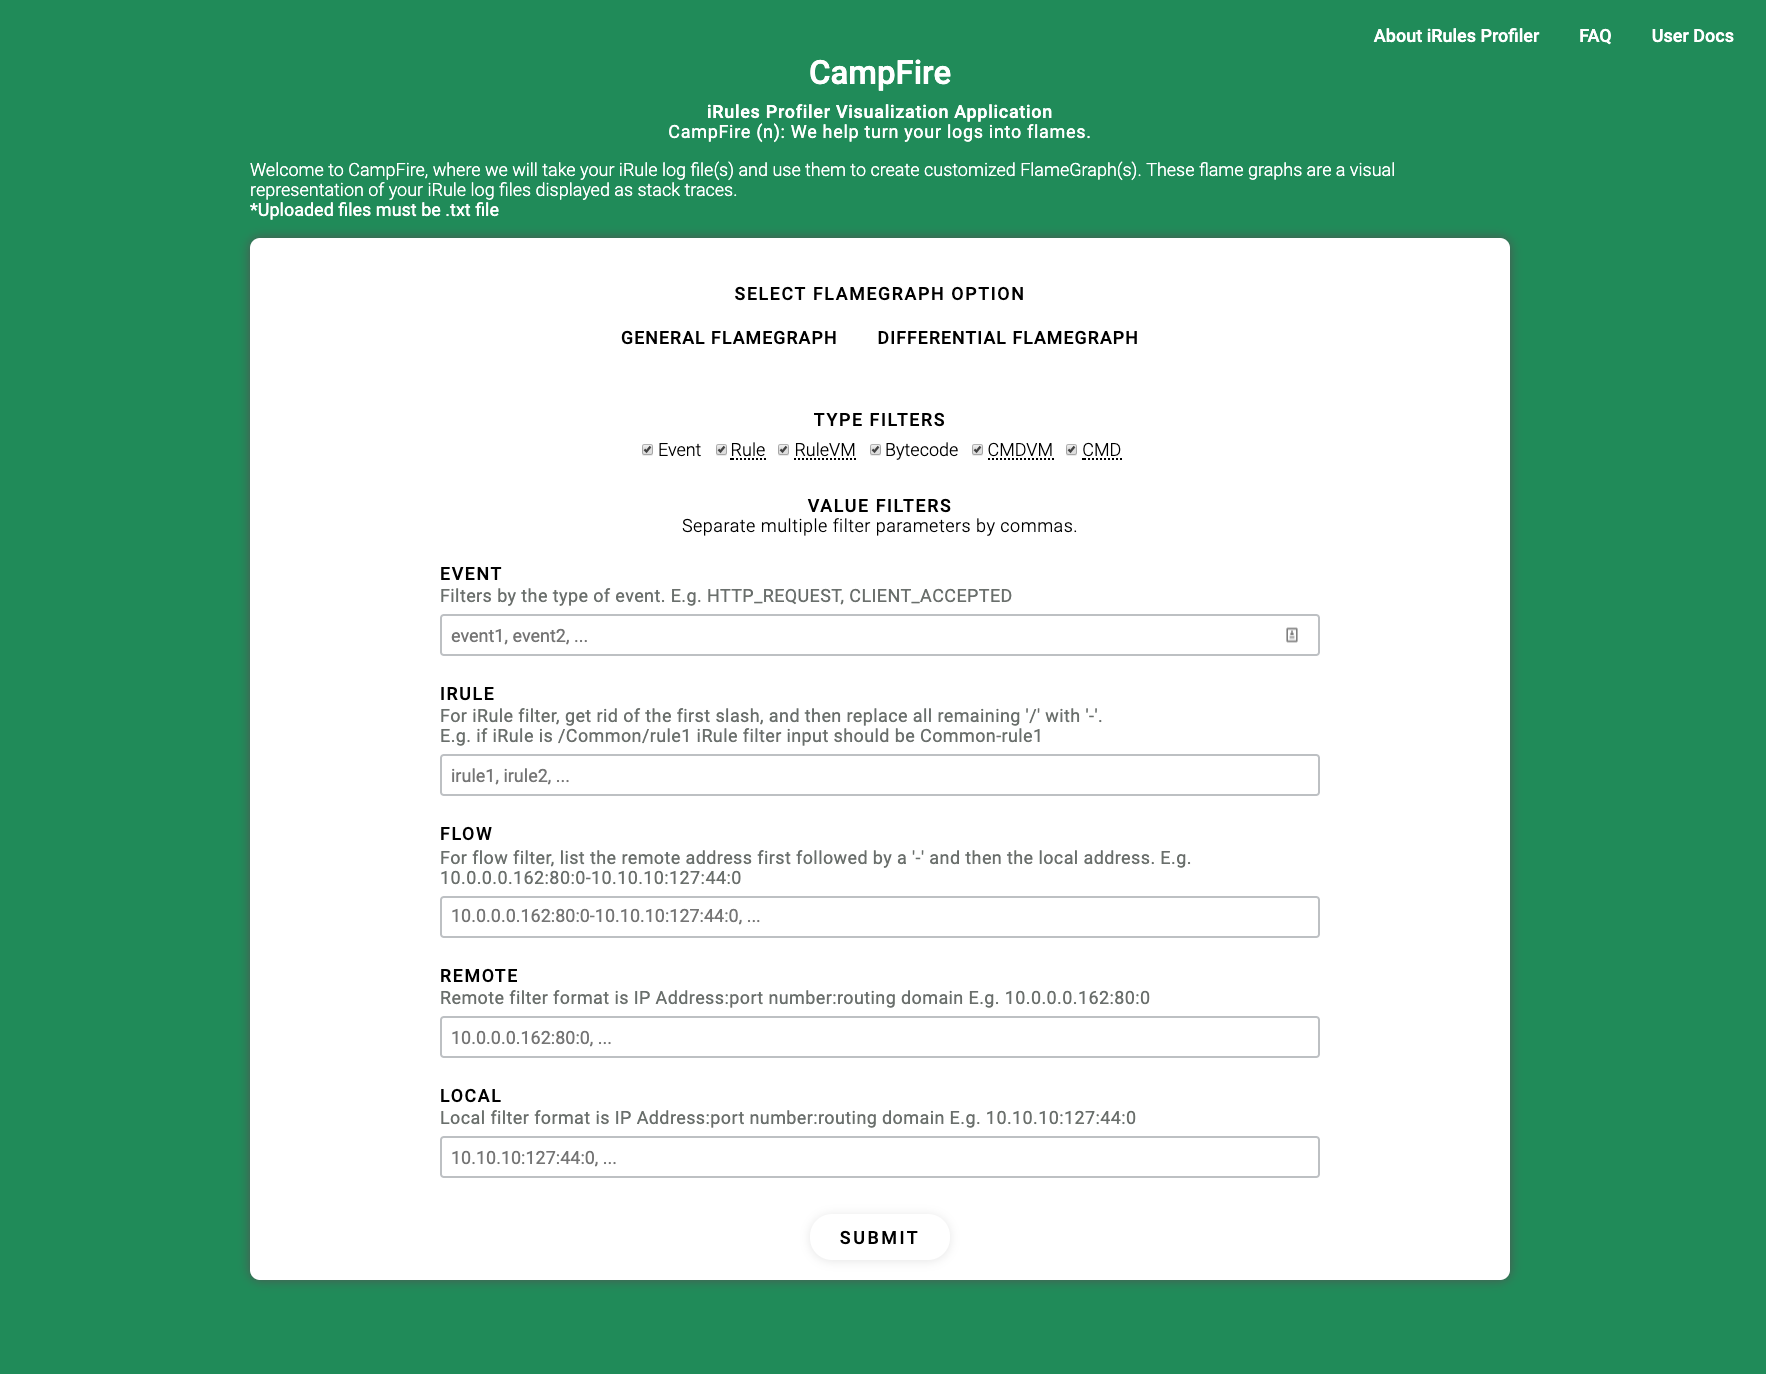 About iRules Profiler FAQ User Docs
CampFire
iRules Profiler Visualization Application
CampFire (n): We help turn your logs into flames.
Welcome to CampFire, where we will take your iRule log file(s) and use them to create customized FlameGraph(s). These flame graphs are a visual
representation of your iRule log files displayed as stack traces.
*Uploaded files must be .txt file
SELECT FLAMEGRAPH OPTION
GENERAL FLAMEGRAPH DIFFERENTIAL FLAMEGRAPH
TYPE FILTERS
Event Rule RuleVM Bytecode CMDVM CMD
VALUE FILTERS
Separate multiple filter parameters by commas.
EVENT
Filters by the type of event. E.g. HTTP_REQUEST, CLIENT_ACCEPTED
event1, event2, ...
IRULE
For iRule filter, get rid of the first slash, and then replace all remaining '/' with '-'.
E.g. if iRule is /Common/rule1 iRule filter input should be Common-rule1
irule1, irule2, ...
FLOW
For flow filter, list the remote address first followed by a '-' and then the local address. E.g.
10.0.0.0.162:80:0-10.10.10:127:44:0
10.0.0.0.162:80:0-10.10.10:127:44:0, ...
REMOTE
Remote filter format is IP Address:port number:routing domain E.g. 10.0.0.0.162:80:0
10.0.0.0.162:80:0, ...
LOCAL
Local filter format is IP Address:port number:routing domain E.g. 10.10.10:127:44:0
10.10.10:127:44:0, ...
SUBMIT